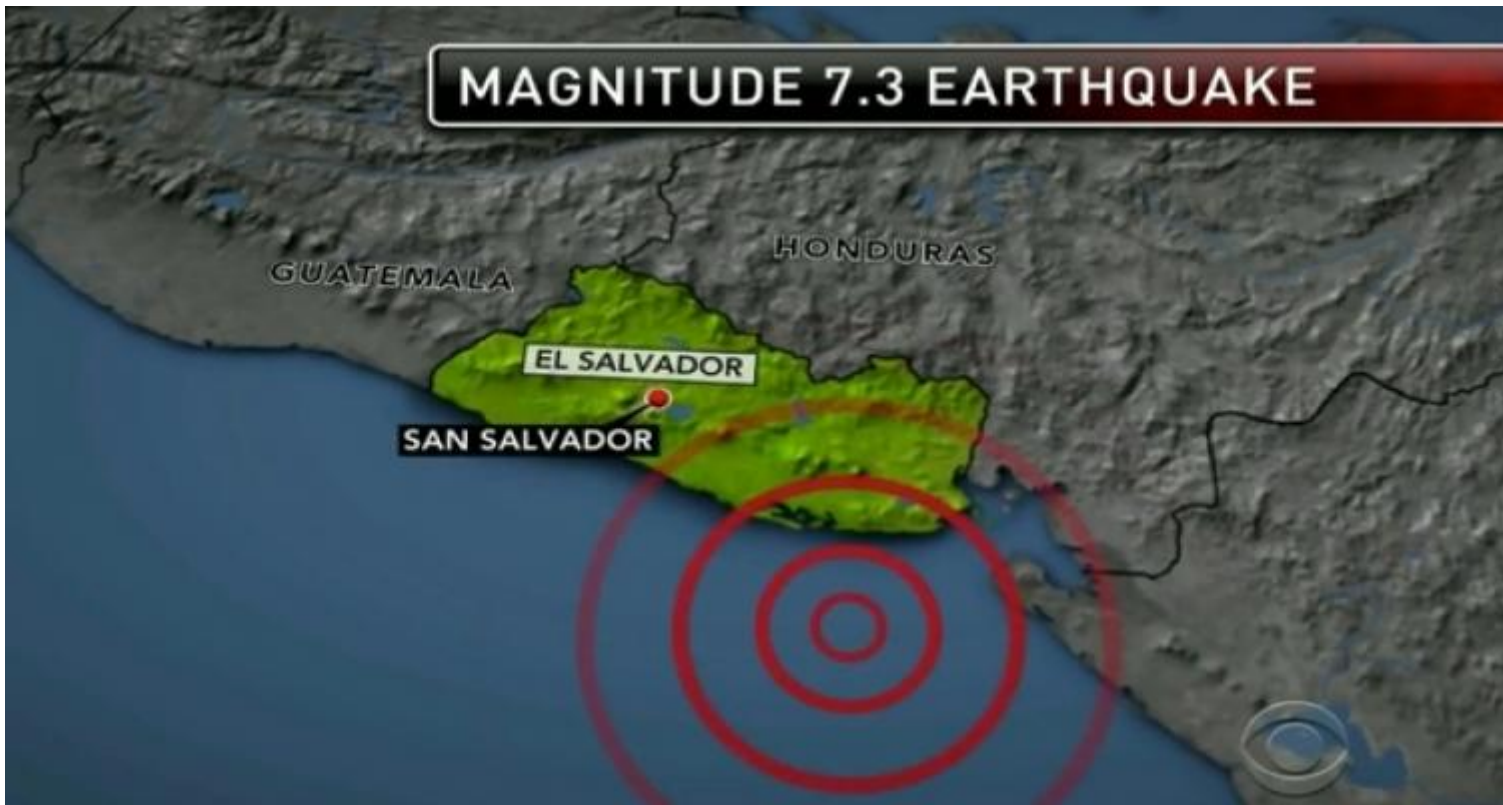 MAGNITUDE 7.3 EARTHQUAKE
HONDURAS
GUATEMALA
EL SALVADOR
SAN SALVADOR